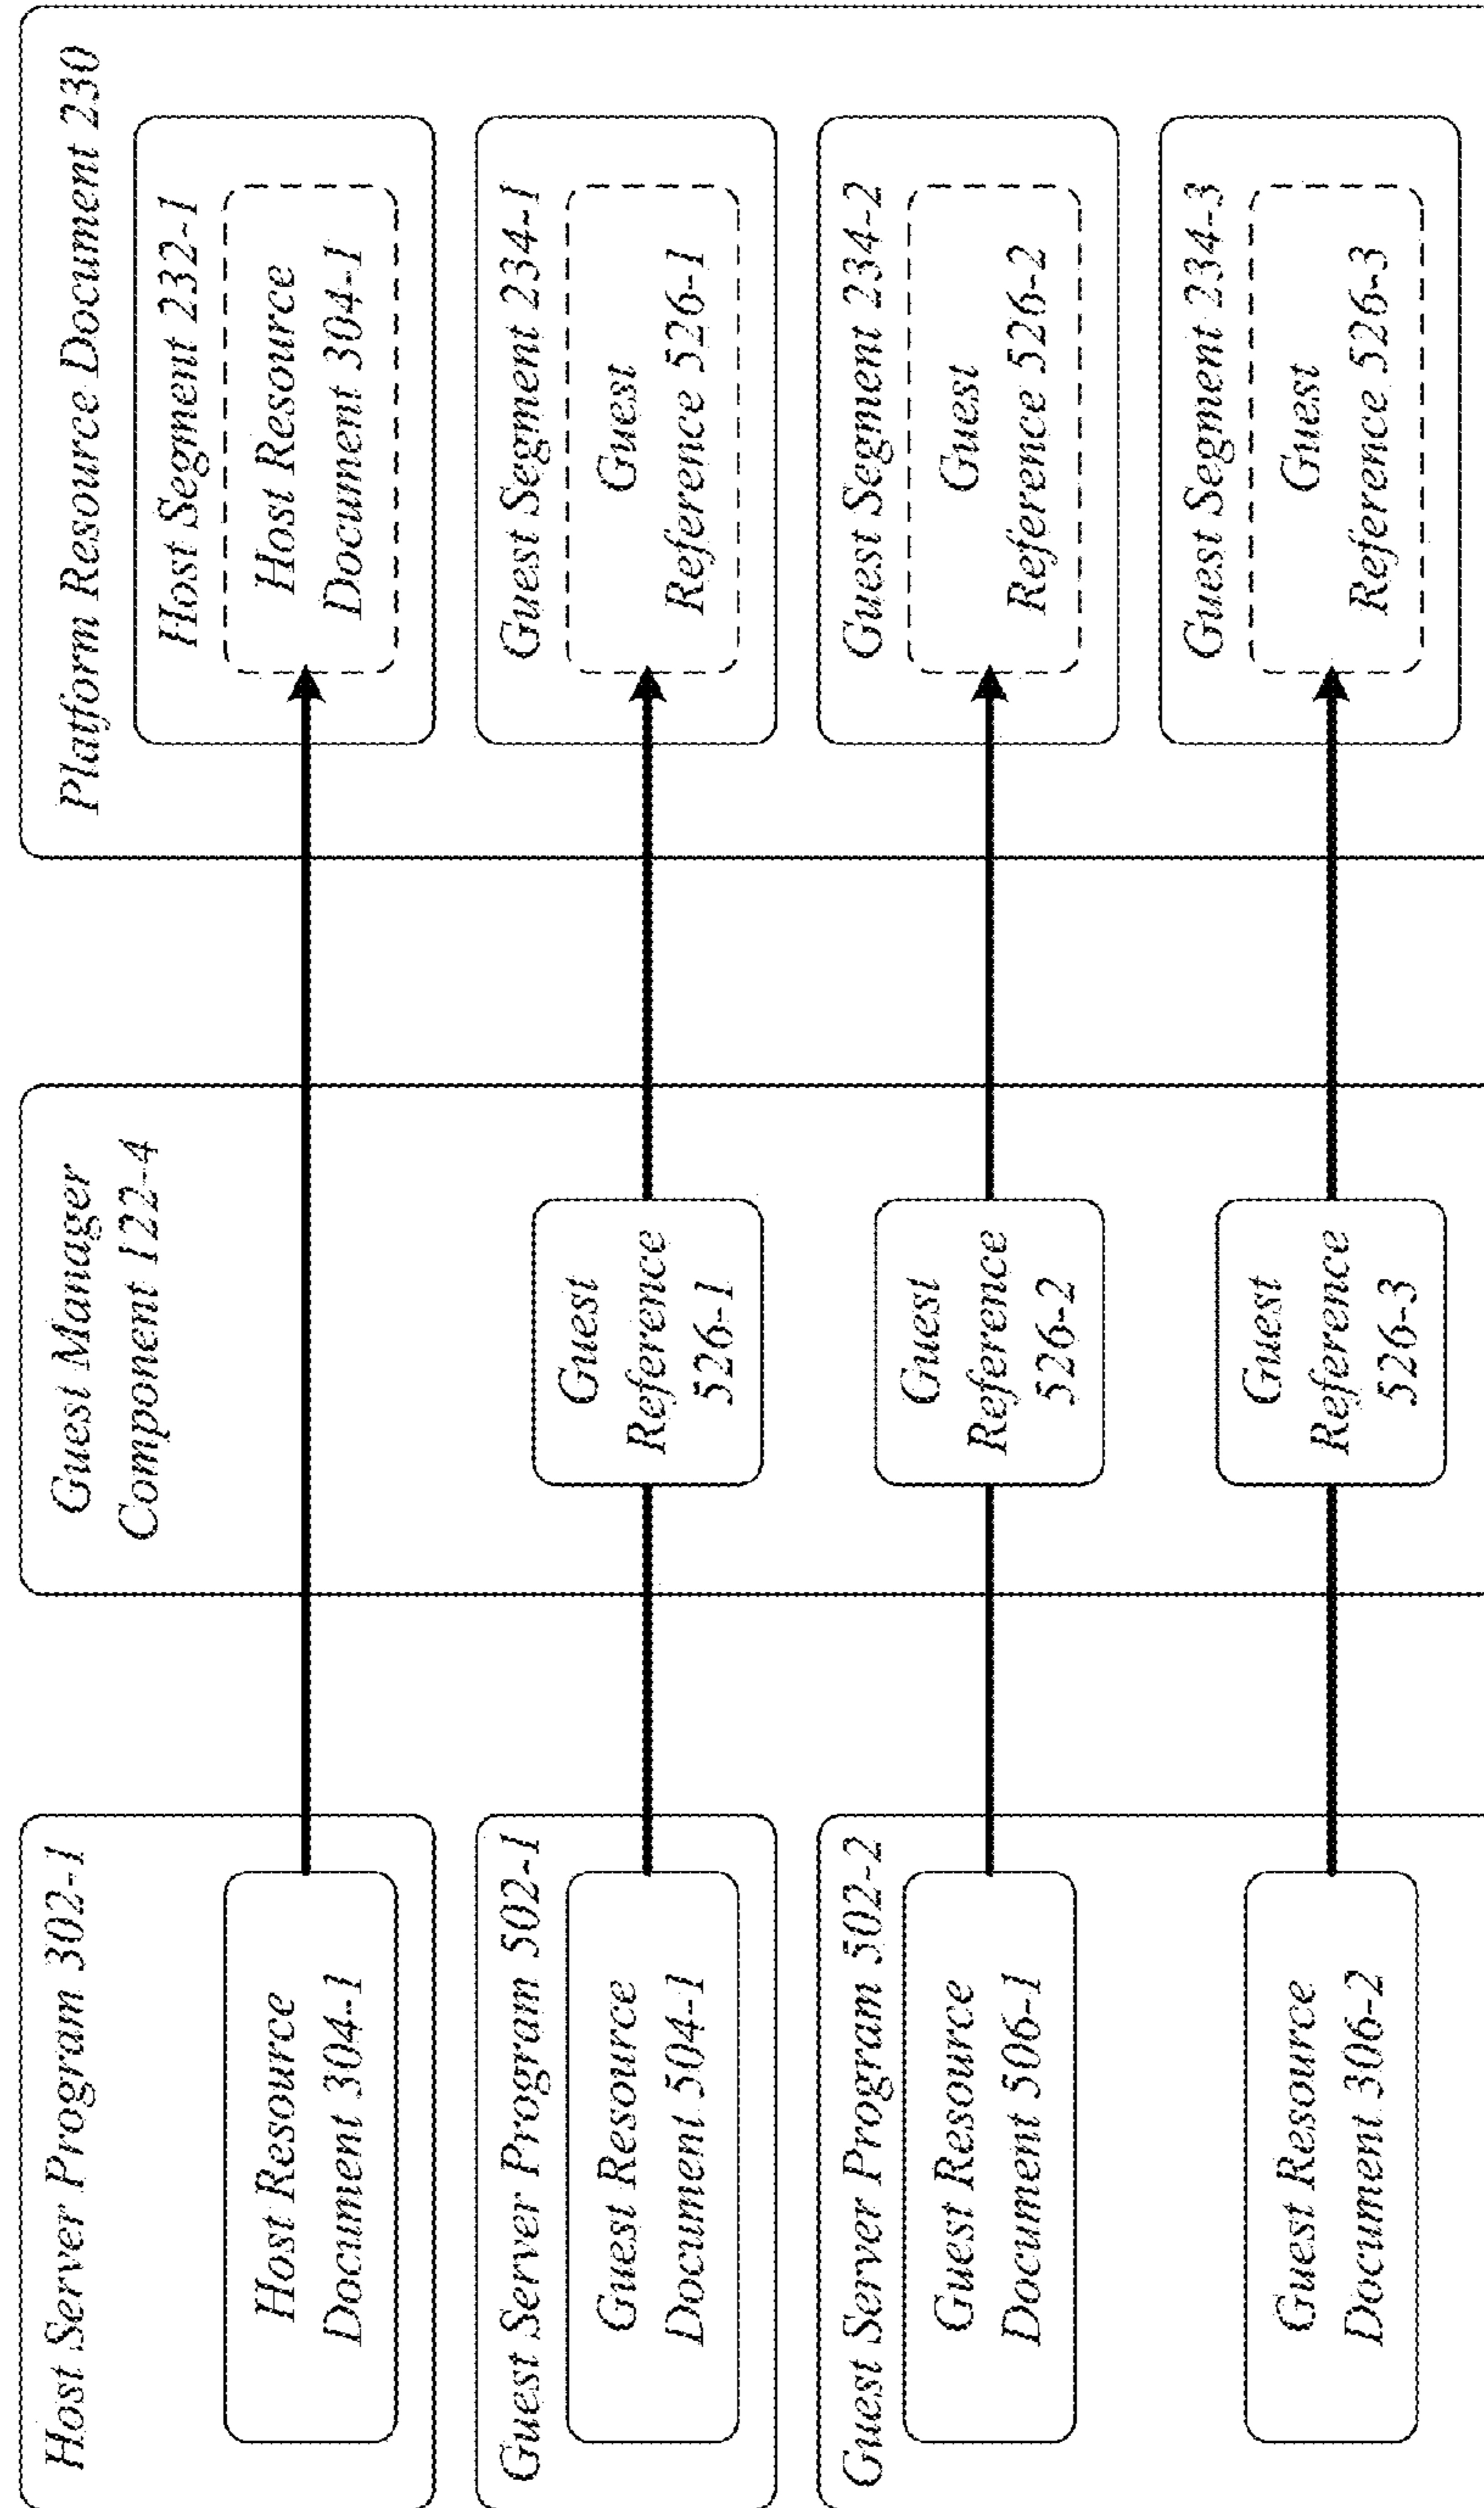 Host Server Program 302-1
Host Resource
Document 304-1
Guest Server Program 502-1
Guest Resource
Document 504-1
Guest Server Program 502-2
Guest Resource
Document 506-1
Guest Resource
Document 306-2
Guest Manager
Component 122-4
Guest
Reference
526-1
Guest
Reference
526-2
Guest
Reference
526-3
Platform Resource Document 230
Host Segment 232-1
Host Resource
Document 304-1
Guest Segment 234-1
Guest
Reference 526-1
Guest Segment 234-2
Guest
Reference 526-2
Guest Segment 234-3
Guest
Reference 526-3